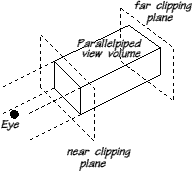 far clipping
plane
Parallelpiped
view volume
Eye
near clipping
plane